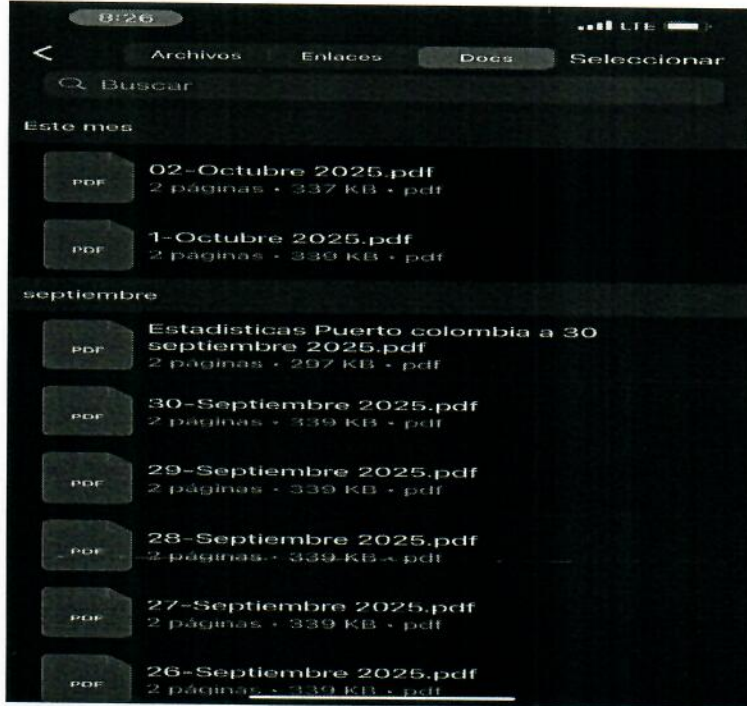 8:26
LTE
< Archivos Enlaces Docs Seleccionar
Buscar
Este mes
PDF
02-Octubre 2025.pdf
2 páginas • 337 KB • pdf
PDF
1-Octubre 2025.pdf
2 páginas • 339 KB • pdf
septiembre
PDF
Estadisticas Puerto colombia a 30
septiembre 2025.pdf
2 páginas • 297 KB • pdf
PDF
30-Septiembre 2025.pdf
2 páginas • 339 KB • pdf
PDF
29-Septiembre 2025.pdf
2 páginas • 339 KB • pdf
PDF
28-Septiembre 2025.pdf
2 páginas • 339 KB • pdf
PDF
27-Septiembre 2025.pdf
2 páginas • 339 KB • pdf
PDF
26-Septiembre 2025.pdf
2 páginas • 339 KB • pdf